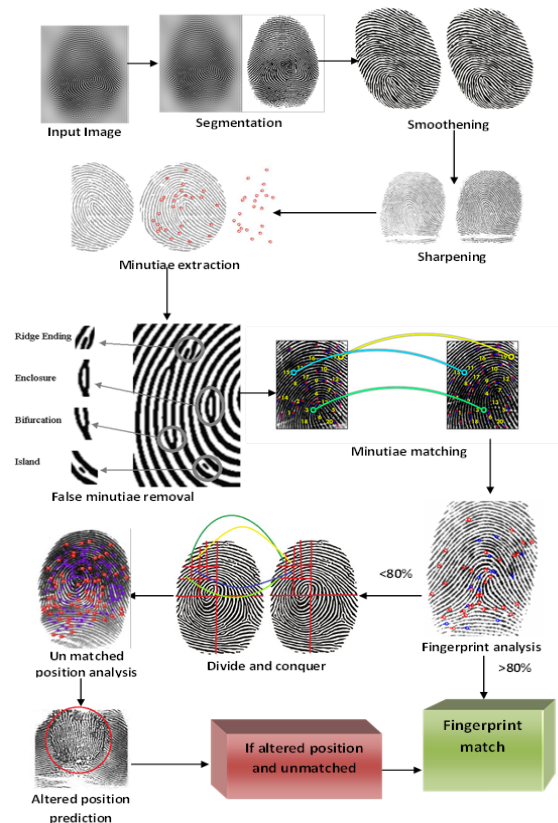 Input Image
Segmentation
Smoothening
Sharpening
Minutiae extraction
Ridge Ending
Enclosure
Bifurcation
Island
False minutiae removal
Minutiae matching
<80%
Fingerprint analysis
>80%
Divide and conquer
Un matched
position analysis
Altered position
prediction
If altered position
and unmatched
Fingerprint
match